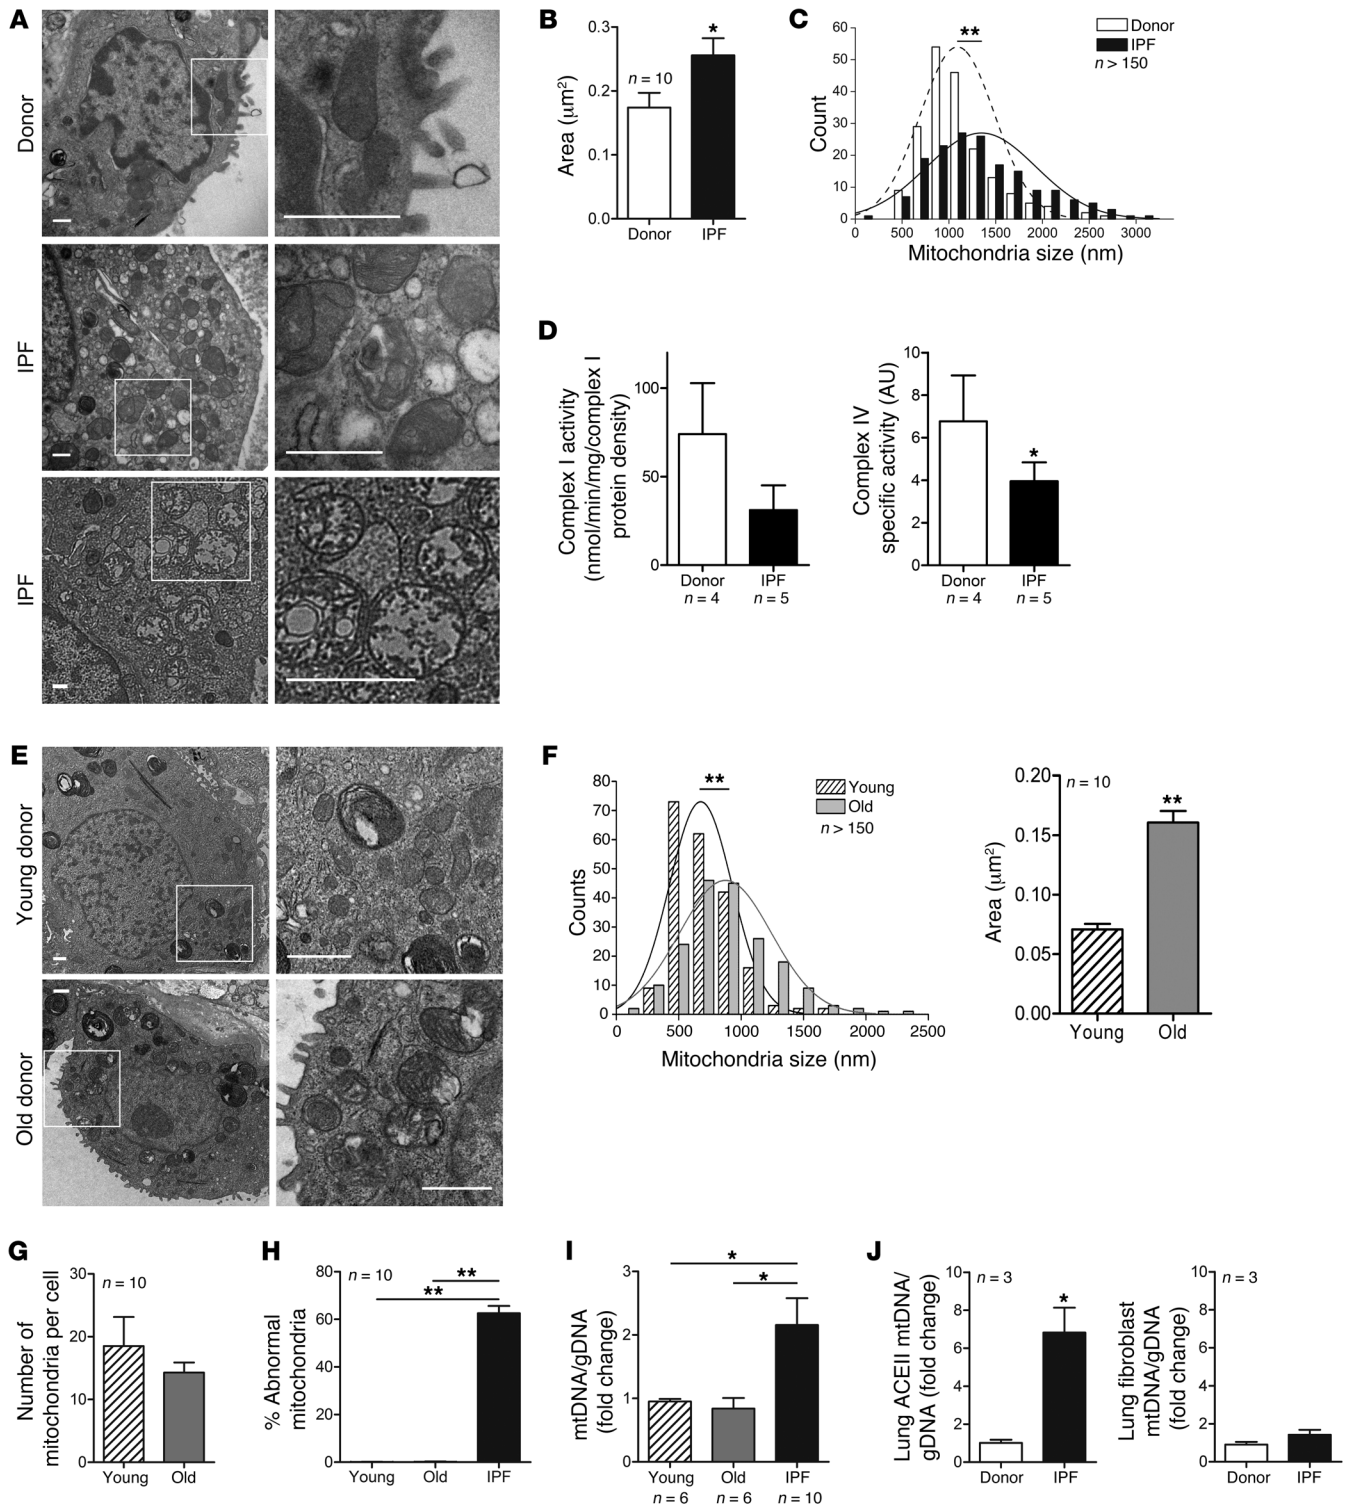 A
Donor
IPF
IPF
B
Area (μm²)
0.3
0.2
0.1
0.0
n = 10
*
Donor
IPF
C
Count
60
50
40
30
20
10
0
**
Donor
IPF
n > 150
0
500
1000
1500
2000
2500
3000
Mitochondria size (nm)
D
Complex I activity
(nmol/min/mg/complex I
protein density)
100
50
0
Donor
IPF
n = 4
n = 5
Complex IV
specific activity (AU)
10
8
6
4
2
0
*
Donor
IPF
n = 4
n = 5
E
Young donor
Old donor
F
Counts
80
70
60
50
40
30
20
10
0
**
Young
Old
n > 150
0
500
1000
1500
2000
2500
Mitochondria size (nm)
Area (μm²)
0.20
0.15
0.10
0.05
0.00
n = 10
**
Young
Old
G
Number of
mitochondria per cell
30
20
10
0
n = 10
Young
Old
H
% Abnormal
mitochondria
80
60
40
20
0
n = 10
**
**
Young
Old
IPF
I
mtDNA/gDNA
(fold change)
3
2
1
0
*
*
Young
Old
IPF
n = 6
n = 6
n = 10
J
Lung ACEII mtDNA/
gDNA (fold change)
10
8
6
4
2
0
n = 3
*
Donor
IPF
Lung fibroblast
mtDNA/gDNA
(fold change)
10
8
6
4
2
0
n = 3
Donor
IPF